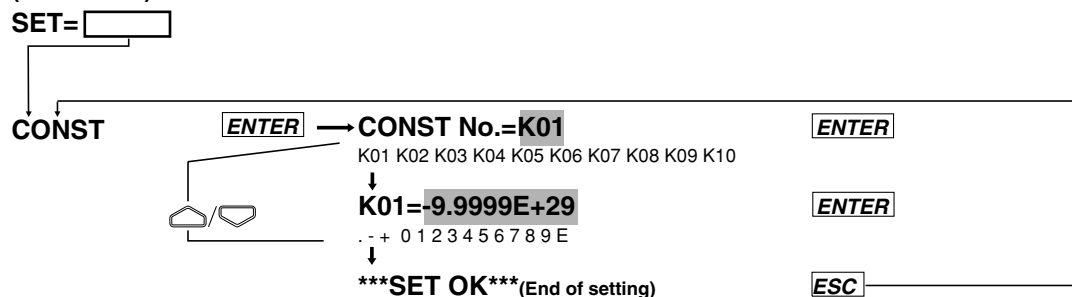 SET=
CONST ENTER CONST No.=K01 ENTER
K01 K02 K03 K04 K05 K06 K07 K08 K09 K10
K01=-9.9999E+29 ENTER
/
. - + 0 1 2 3 4 5 6 7 8 9 E
***SET OK***(End of setting) ESC